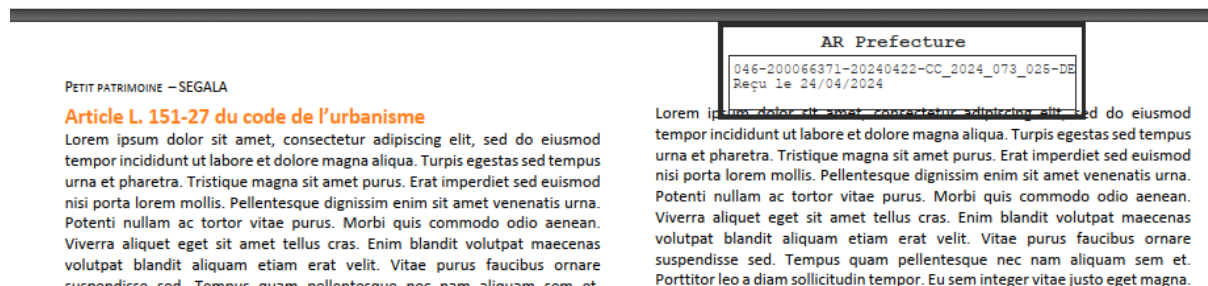 PETIT PATRIMOINE – SEGALA
Article L. 151-27 du code de l’urbanisme
Lorem ipsum dolor sit amet, consectetur adipiscing elit, sed do eiusmod
tempor incididunt ut labore et dolore magna aliqua. Turpis egestas sed tempus
urna et pharetra. Tristique magna sit amet purus. Erat imperdiet sed euismod
nisi porta lorem mollis. Pellentesque dignissim enim sit amet venenatis urna.
Potenti nullam ac tortor vitae purus. Morbi quis commodo odio aenean.
Viverra aliquet eget sit amet tellus cras. Enim blandit volutpat maecenas
volutpat blandit aliquam etiam erat velit. Vitae purus faucibus ornare
suspendisse sed. Tempus quam pellentesque nec nam aliquam sem et.
AR Prefecture
046-200066371-20240422-CC_2024_073_025-DE
Reçu le 24/04/2024
Lorem ipsum dolor sit amet, consectetur adipiscing elit, sed do eiusmod
tempor incididunt ut labore et dolore magna aliqua. Turpis egestas sed tempus
urna et pharetra. Tristique magna sit amet purus. Erat imperdiet sed euismod
nisi porta lorem mollis. Pellentesque dignissim enim sit amet venenatis urna.
Potenti nullam ac tortor vitae purus. Morbi quis commodo odio aenean.
Viverra aliquet eget sit amet tellus cras. Enim blandit volutpat maecenas
volutpat blandit aliquam etiam erat velit. Vitae purus faucibus ornare
suspendisse sed. Tempus quam pellentesque nec nam aliquam sem et.
Porttitor leo a diam sollicitudin tempor. Eu sem integer vitae justo eget magna.